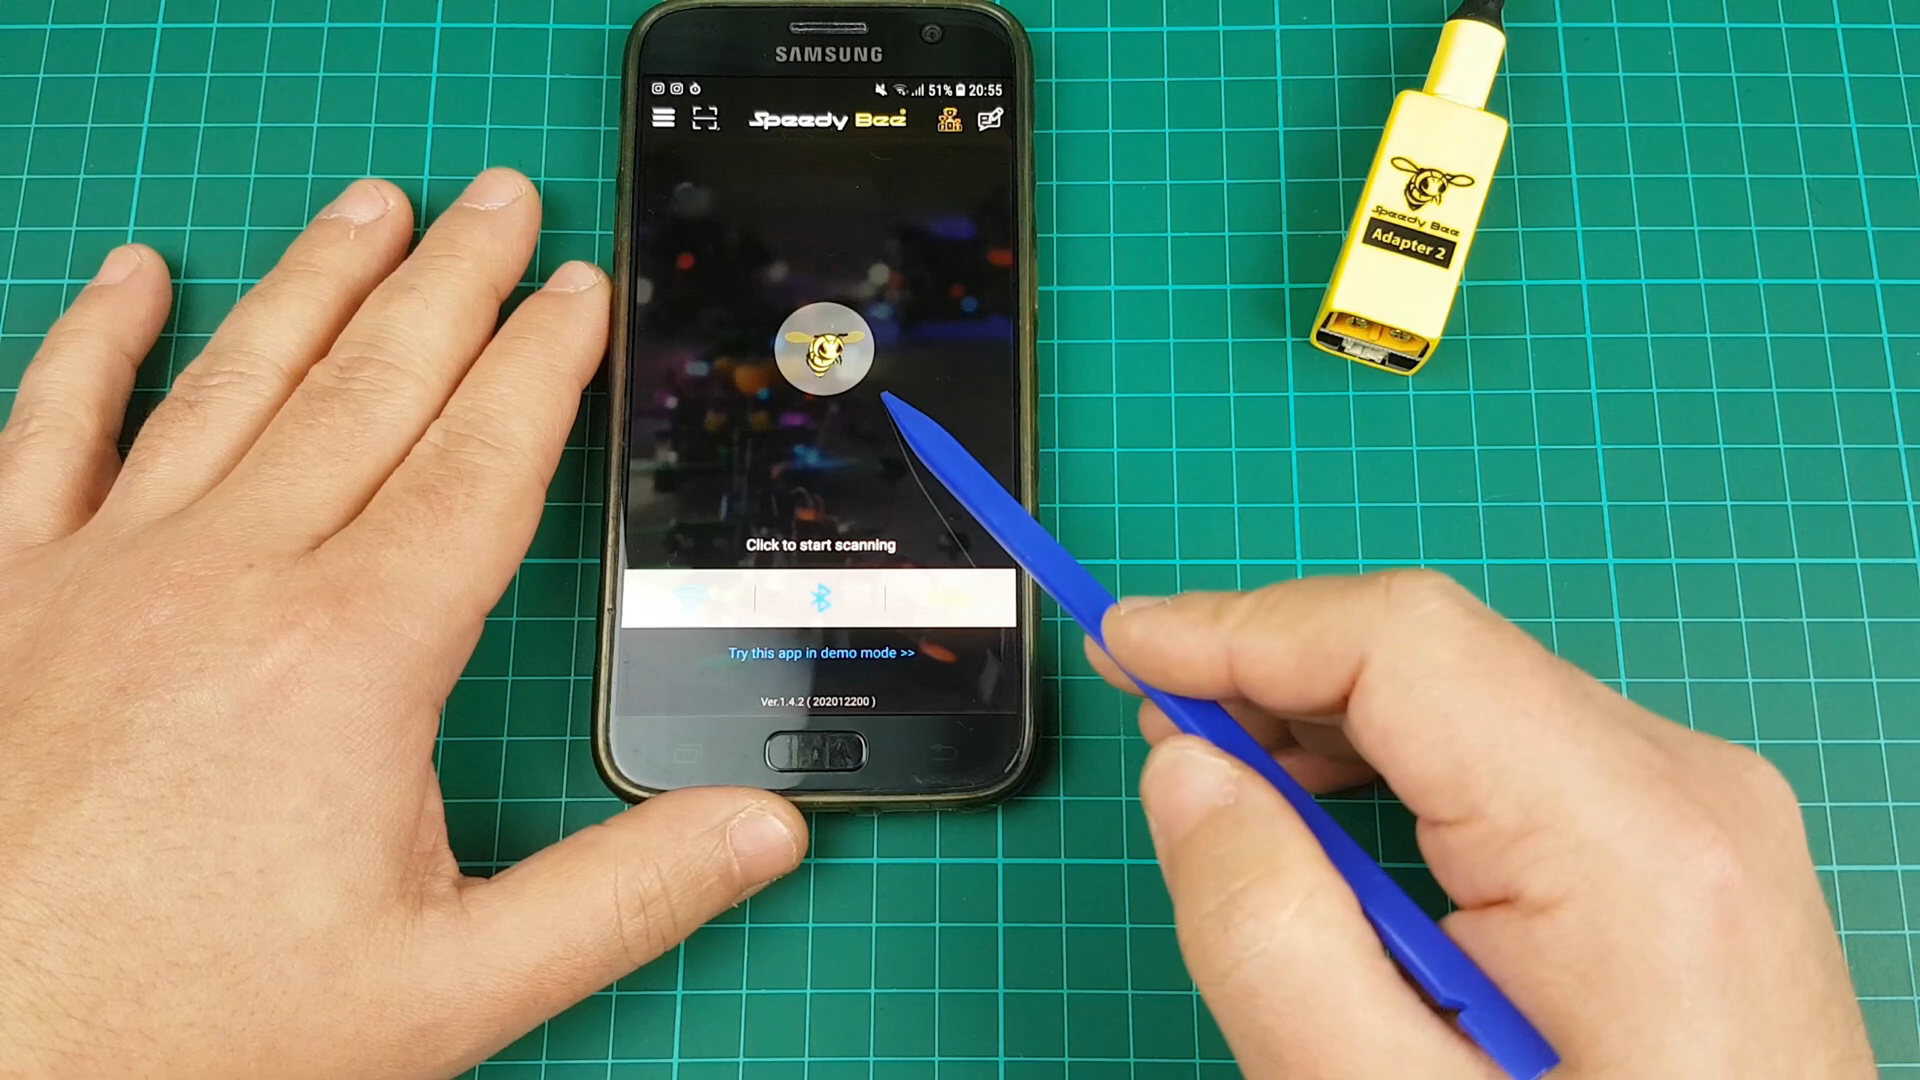 SAMSUNG
51% 20:55
Speedy Bee
Click to start scanning
Try this app in demo mode >>
Ver.1.4.2 ( 202012200 )
Speedy Bee
Adapter 2